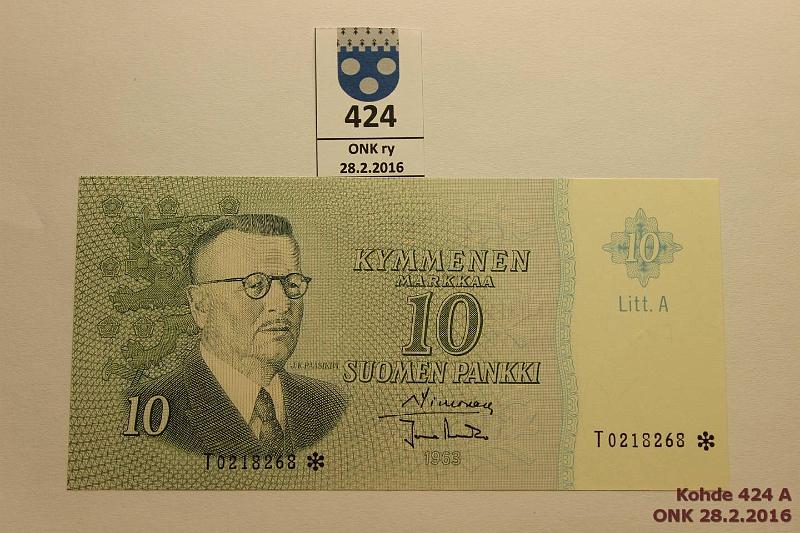 424
ONK ry
28.2.2016
KYMMENEN
MARKKAA
10
SUOMEN PANKKI
J.K. PAASIKIVI
10
T0218268 *
1963
10
Litt. A
T0218268 *
Kohde 424 A
ONK 28.2.2016